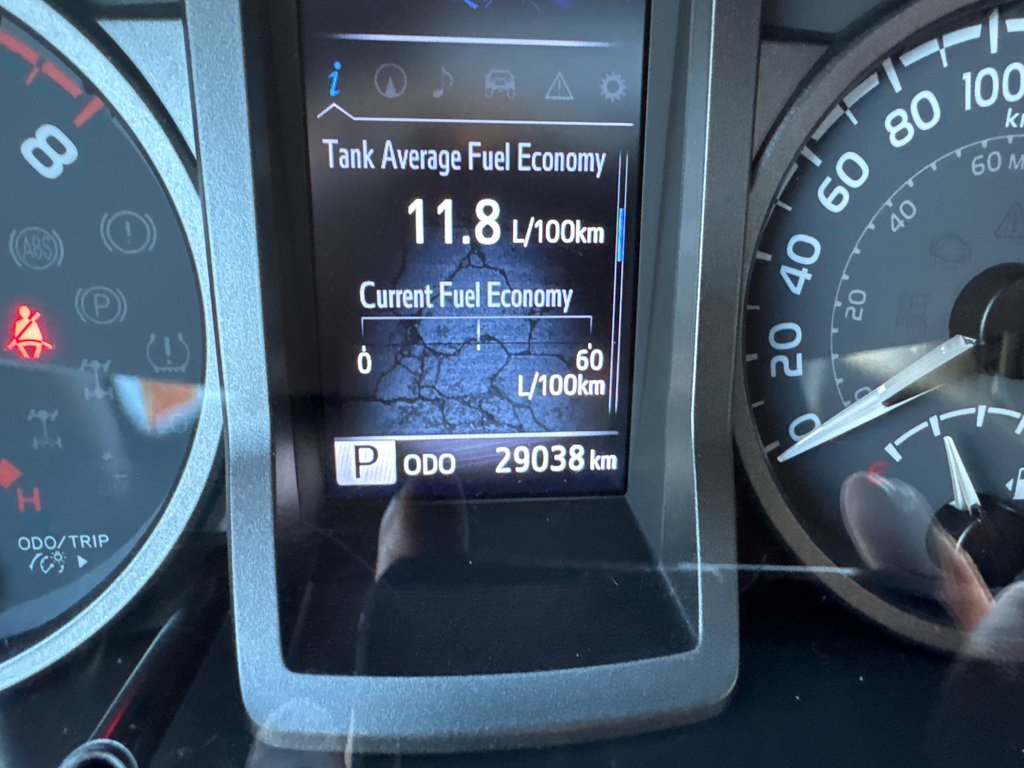 Tank Average Fuel Economy
11.8 L/100km
Current Fuel Economy
0 60
L/100km
P ODO 29038 km
8
ABS
P
H
ODO/TRIP
0 20 40 60 80 100
20 40 60